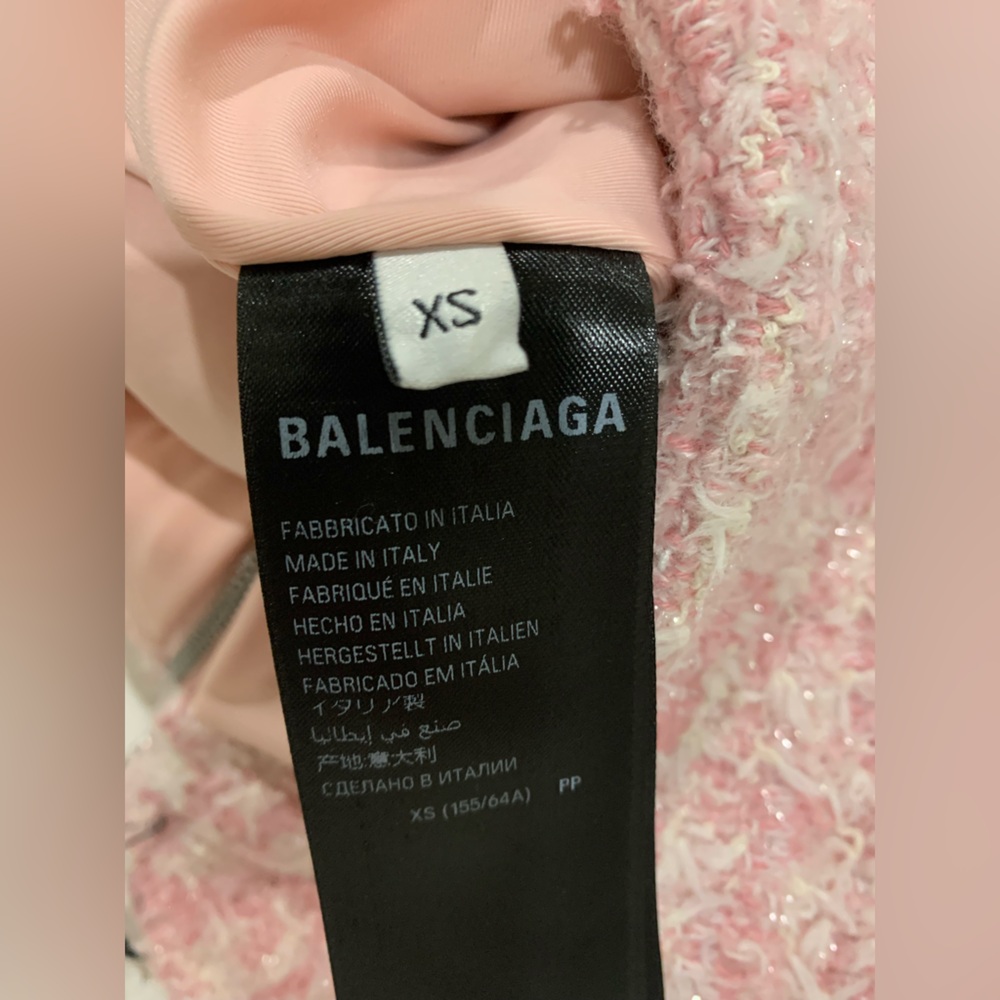 XS
BALENCIAGA
FABBRICATO IN ITALIA
MADE IN ITALY
FABRIQUÉ EN ITALIE
HECHO EN ITALIA
HERGESTELLT IN ITALIEN
FABRICADO EM ITÁLIA
イタリア製
صنع في إيطاليا
产地:意大利
СДЕЛАНО В ИТАЛИИ
XS (155/64A) PP